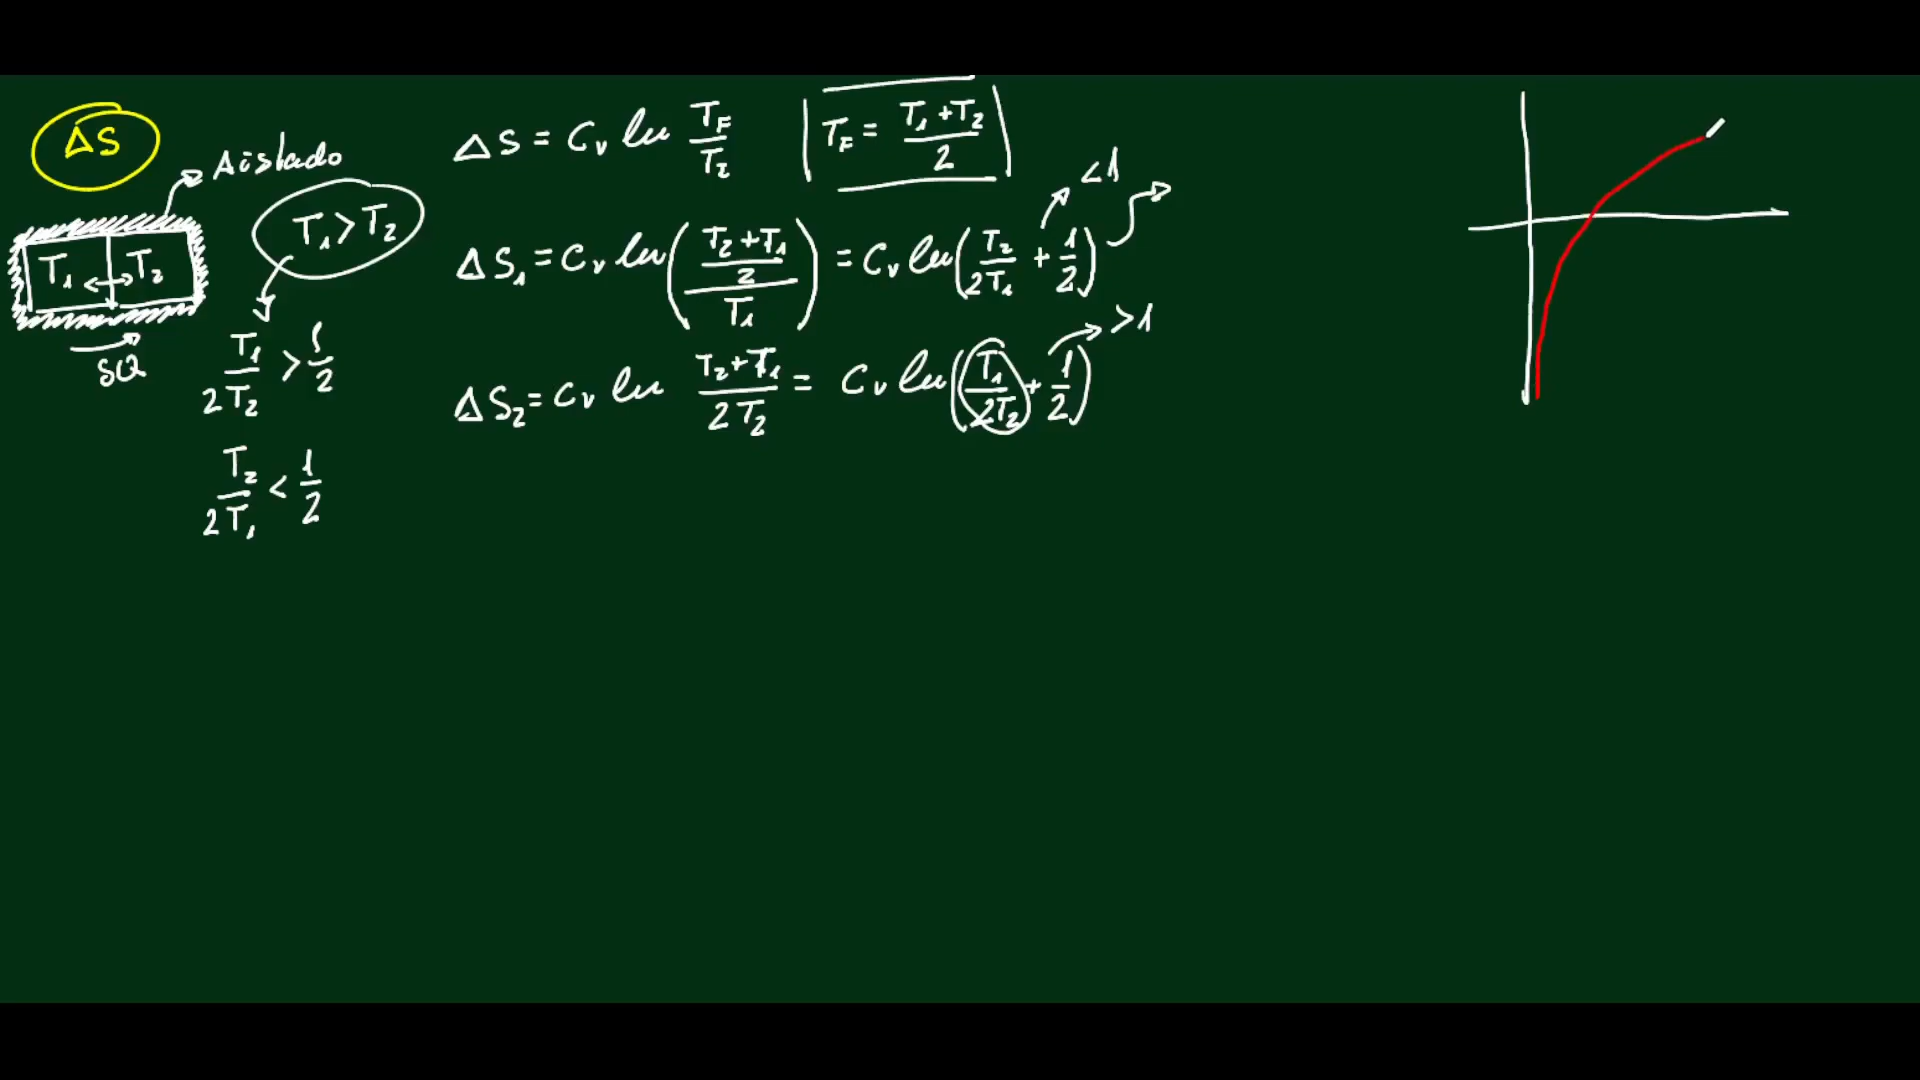 ΔS
Aislado
T₁ > T₂
T₁ T₂
δQ
T₁/2T₂ > 1/2
T₂/2T₁ < 1/2
ΔS = Cᵥ ln T_F/T₂
T_F = (T₁+T₂)/2
ΔS₁ = Cᵥ ln(((T₂+T₁)/2)/T₁) = Cᵥ ln(T₂/2T₁ + 1/2)
<1
ΔS₂ = Cᵥ ln (T₂+T₁)/2T₂ = Cᵥ ln(T₁/2T₂ + 1/2)
>1